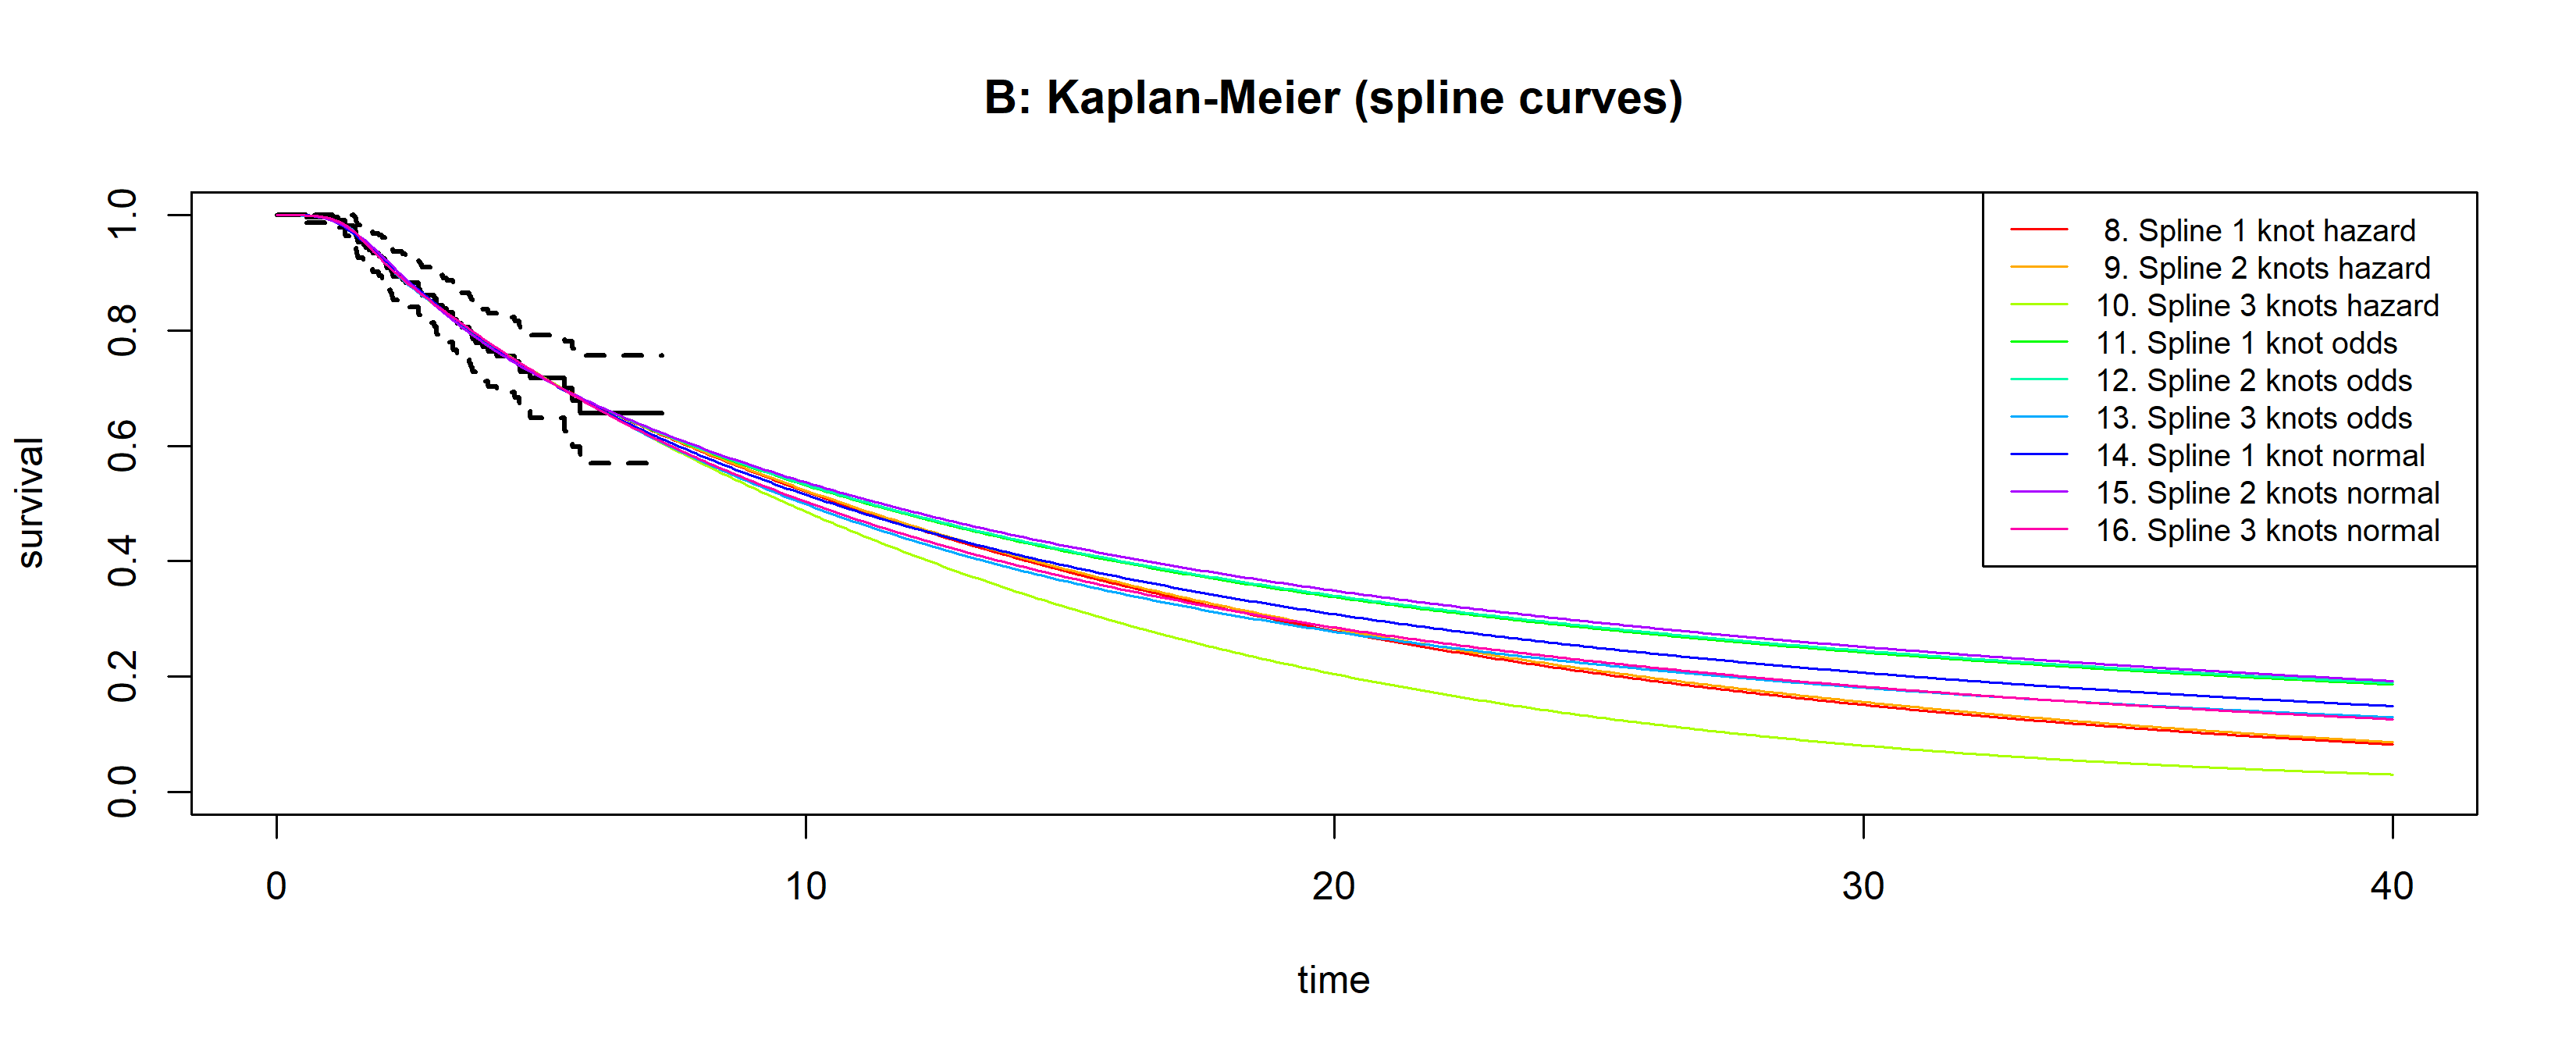 B: Kaplan-Meier (spline curves)
survival
1.0
0.8
0.6
0.4
0.2
0.0
8. Spline 1 knot hazard
9. Spline 2 knots hazard
10. Spline 3 knots hazard
11. Spline 1 knot odds
12. Spline 2 knots odds
13. Spline 3 knots odds
14. Spline 1 knot normal
15. Spline 2 knots normal
16. Spline 3 knots normal
0 10 20 30 40
time